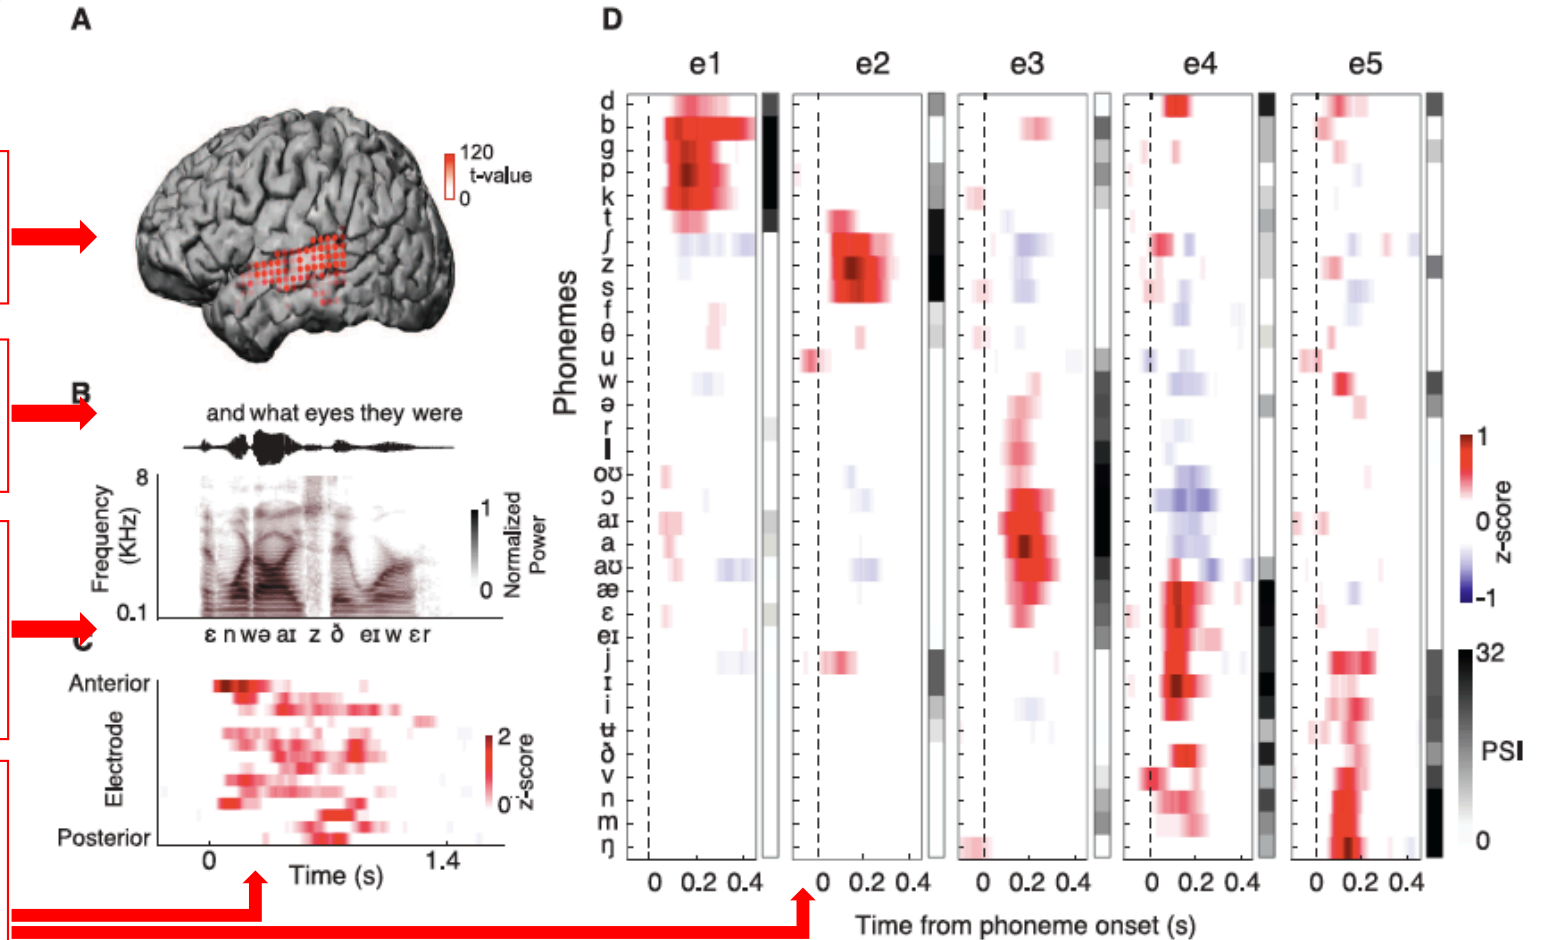 A
120
t-value
0
B
and what eyes they were
8
Frequency
(KHz)
0.1
1
Normalized
Power
0
ɛ n w ə aɪ z ð eɪ w ɛ r
C
Anterior
Electrode
Posterior
2
z-score
0
0
1.4
Time (s)
D
e1 e2 e3 e4 e5
Phonemes
d
b
g
p
k
t
ʃ
z
s
f
θ
u
w
ə
r
l
oʊ
ɔ
aɪ
a
aʊ
æ
ɛ
eɪ
j
ɪ
i
ʉ
ð
v
n
m
ŋ
0 0.2 0.4 0 0.2 0.4 0 0.2 0.4 0 0.2 0.4 0 0.2 0.4
Time from phoneme onset (s)
1
0
-1
z-score
32
PSI
0